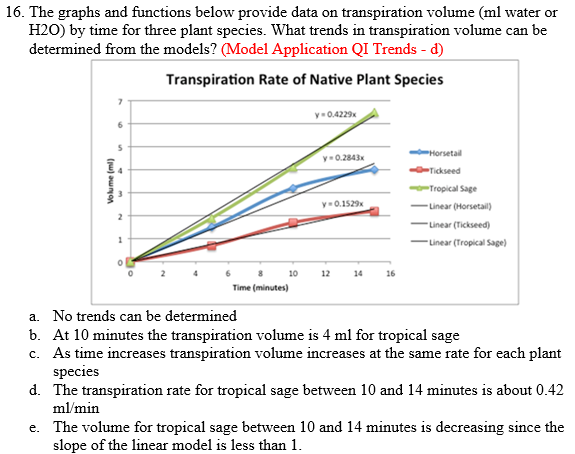 16. The graphs and functions below provide data on transpiration volume (ml water or
H2O) by time for three plant species. What trends in transpiration volume can be
determined from the models? (Model Application QI Trends - d)
Transpiration Rate of Native Plant Species
7
6
5
4
3
2
1
0
Volume (ml)
y = 0.4229x
y = 0.2843x
y = 0.1529x
Horsetail
Tickseed
Tropical Sage
Linear (Horsetail)
Linear (Tickseed)
Linear (Tropical Sage)
0 2 4 6 8 10 12 14 16
Time (minutes)
a. No trends can be determined
b. At 10 minutes the transpiration volume is 4 ml for tropical sage
c. As time increases transpiration volume increases at the same rate for each plant
species
d. The transpiration rate for tropical sage between 10 and 14 minutes is about 0.42
ml/min
e. The volume for tropical sage between 10 and 14 minutes is decreasing since the
slope of the linear model is less than 1.